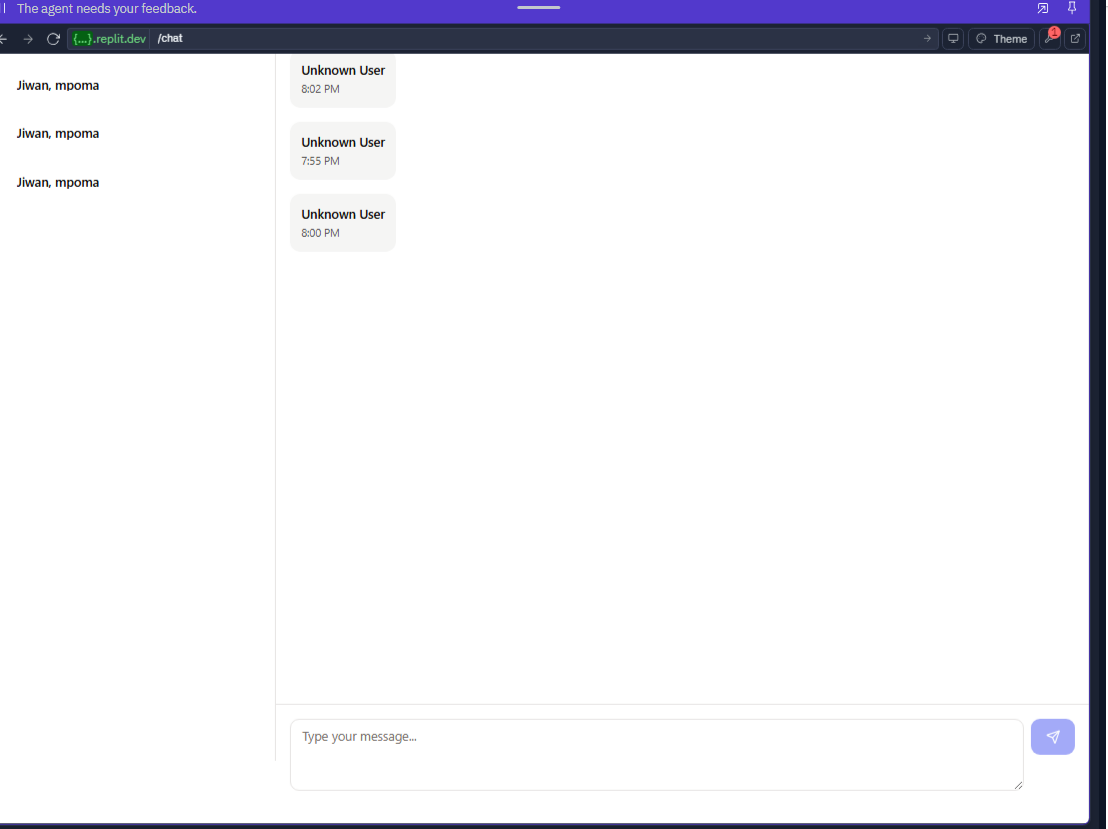 The agent needs your feedback.
{...}.replit.dev /chat
Theme
1
Jiwan, mpoma
Jiwan, mpoma
Jiwan, mpoma
Unknown User
8:02 PM
Unknown User
7:55 PM
Unknown User
8:00 PM
Type your message...